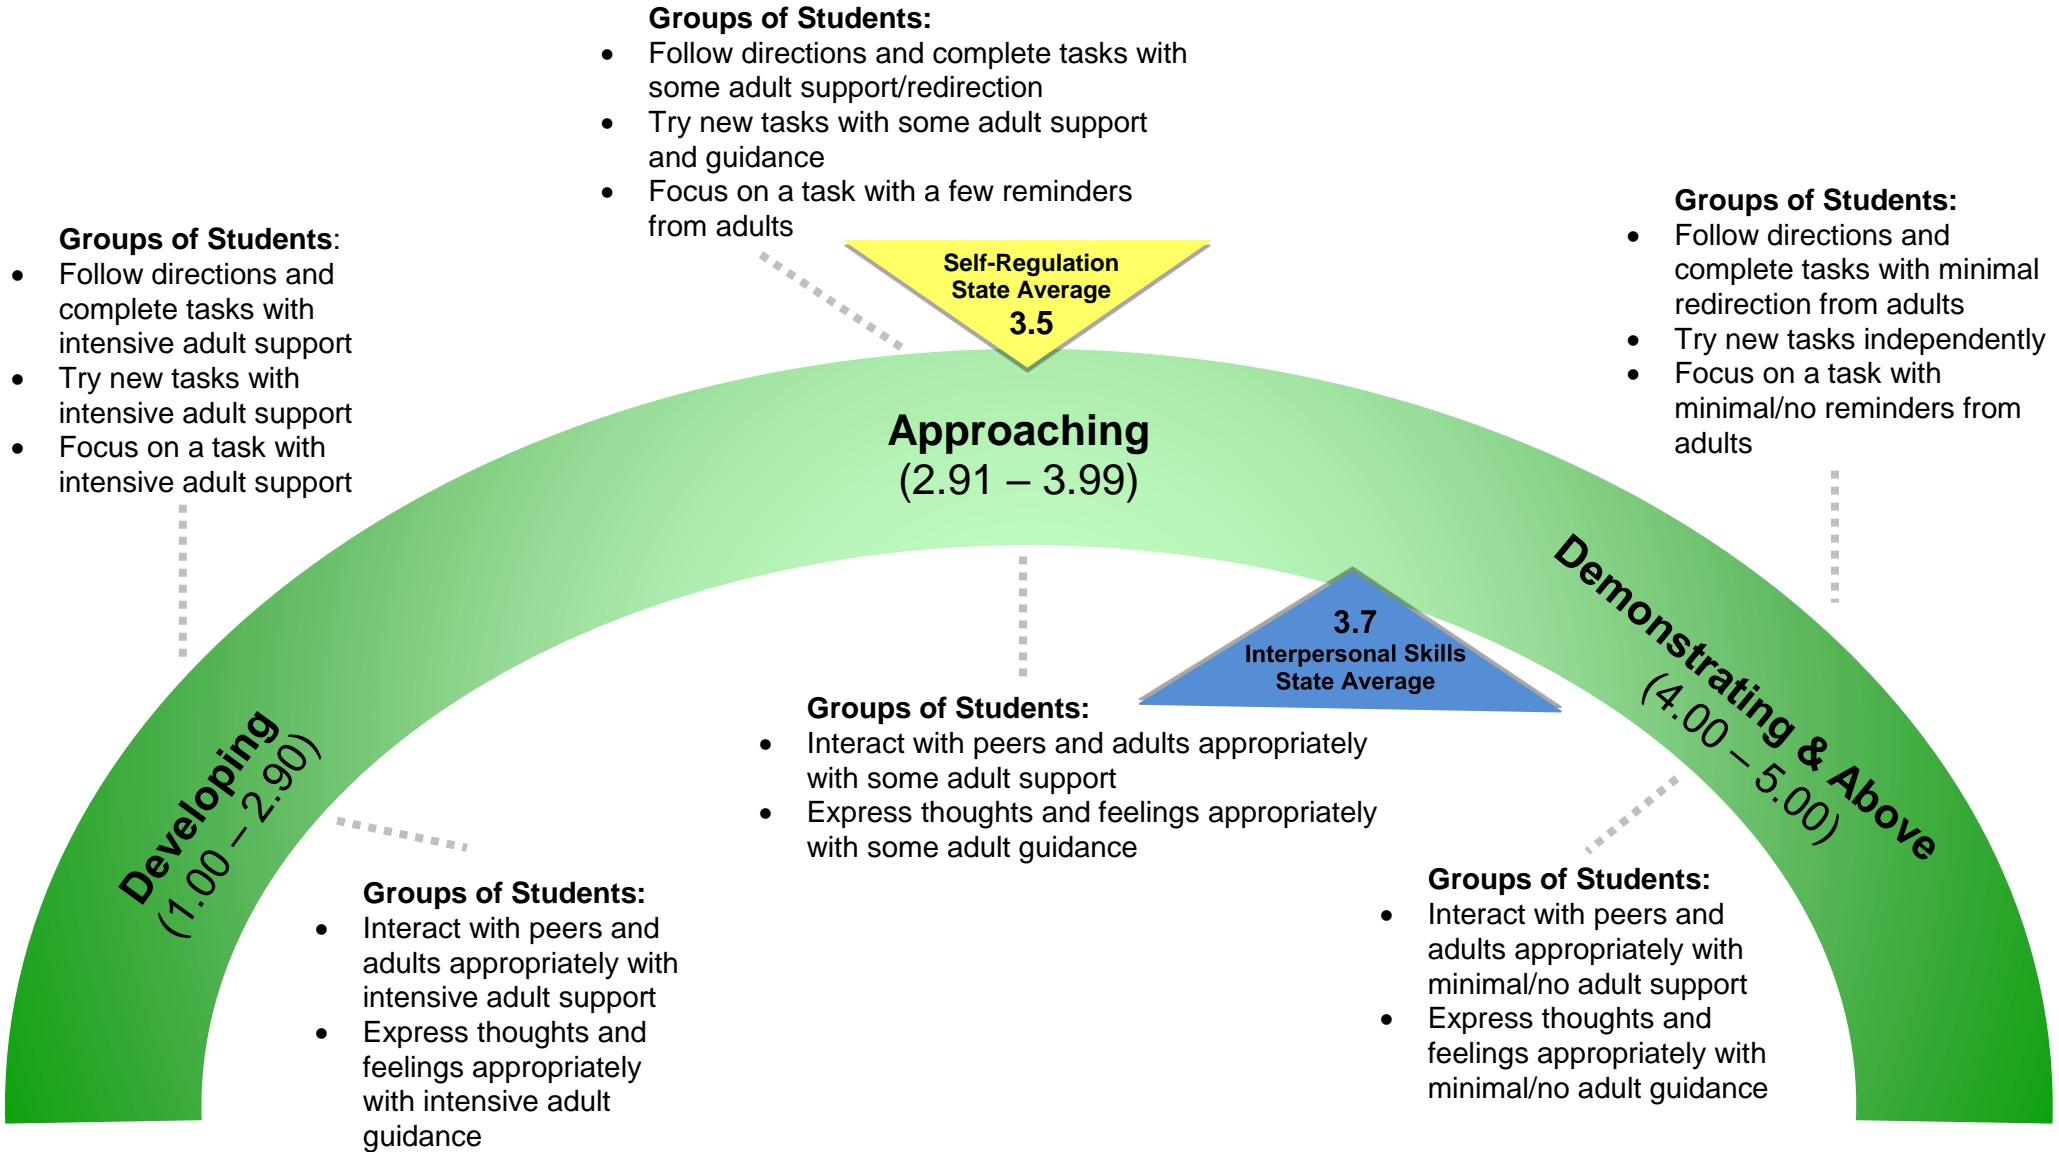 Groups of Students:
• Follow directions and complete tasks with
some adult support/redirection
• Try new tasks with some adult support
and guidance
• Focus on a task with a few reminders
from adults
Groups of Students:
• Follow directions and
complete tasks with
intensive adult support
• Try new tasks with
intensive adult support
• Focus on a task with
intensive adult support
Self-Regulation
State Average
3.5
Groups of Students:
• Follow directions and
complete tasks with minimal
redirection from adults
• Try new tasks independently
• Focus on a task with
minimal/no reminders from
adults
Developing
(1.00 – 2.90)
Approaching
(2.91 – 3.99)
Demonstrating & Above
(4.00 – 5.00)
3.7
Interpersonal Skills
State Average
Groups of Students:
• Interact with peers and
adults appropriately with
intensive adult support
• Express thoughts and
feelings appropriately
with intensive adult
guidance
Groups of Students:
• Interact with peers and adults appropriately
with some adult support
• Express thoughts and feelings appropriately
with some adult guidance
Groups of Students:
• Interact with peers and
adults appropriately with
minimal/no adult support
• Express thoughts and
feelings appropriately with
minimal/no adult guidance